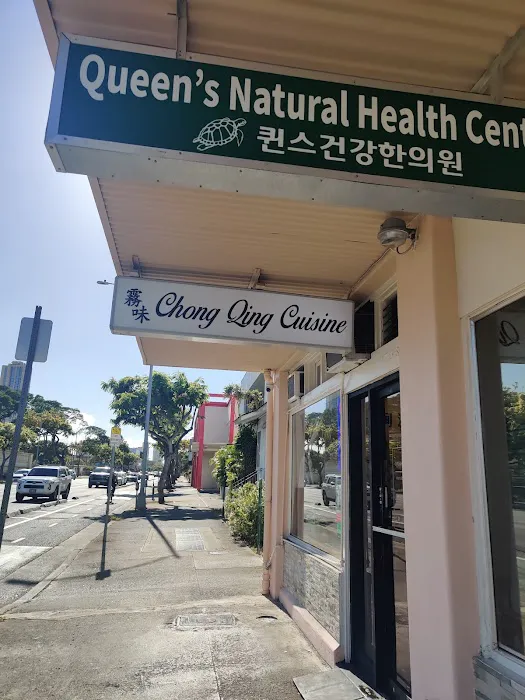 Queen's Natural Health Cent
퀸스건강한의원
霧味 Chong Qing Cuisine